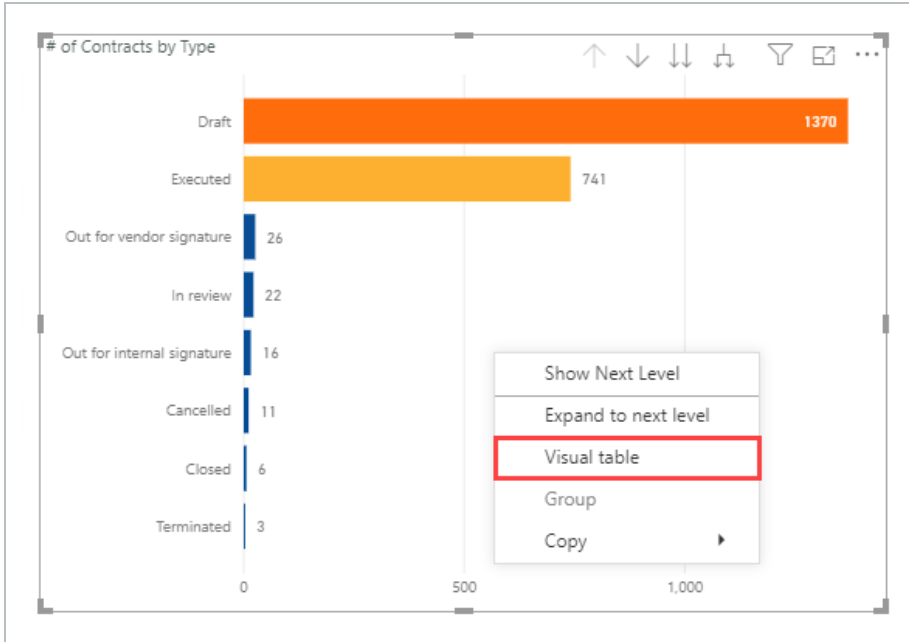 # of Contracts by Type
Draft 1370
Executed 741
Out for vendor signature 26
In review 22
Out for internal signature 16
Show Next Level
Expand to next level
Cancelled 11
Visual table
Closed 6
Group
Terminated 3
Copy
0 500 1,000